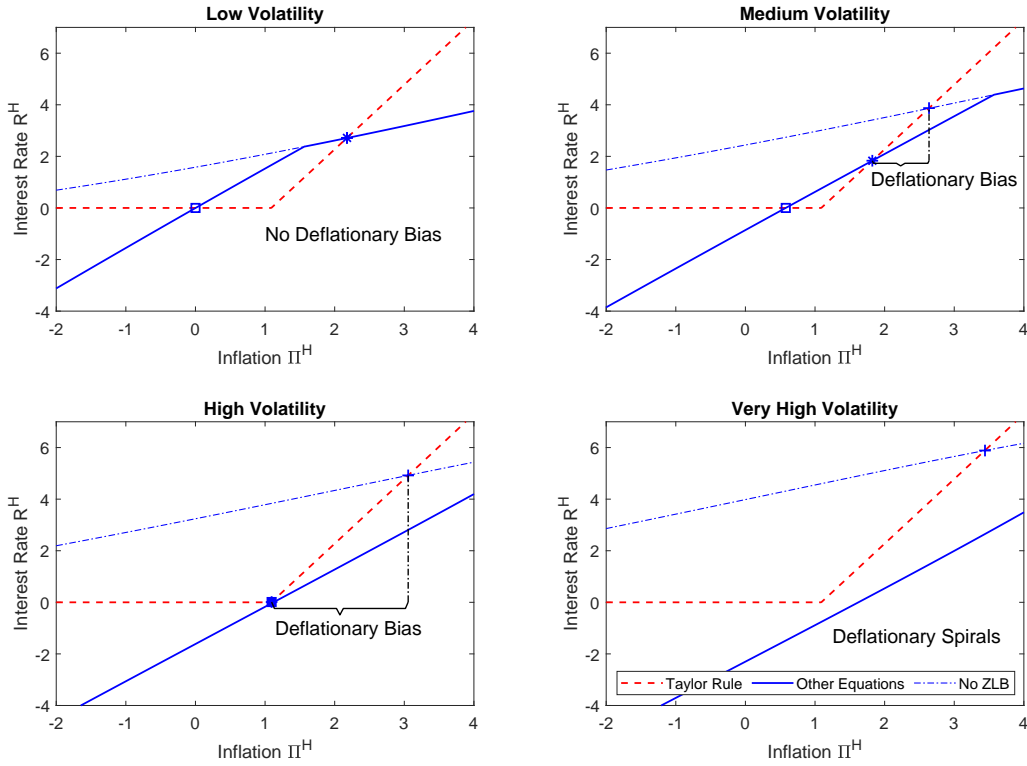 Low Volatility
6
4
2
0
-2
-4
-2
-1
0
1
2
3
4
Interest Rate R^H
Inflation Π^H
No Deflationary Bias
Medium Volatility
6
4
2
0
-2
-4
-2
-1
0
1
2
3
4
Interest Rate R^H
Inflation Π^H
Deflationary Bias
High Volatility
6
4
2
0
-2
-4
-2
-1
0
1
2
3
4
Interest Rate R^H
Inflation Π^H
Deflationary Bias
Very High Volatility
6
4
2
0
-2
-4
-2
-1
0
1
2
3
4
Interest Rate R^H
Inflation Π^H
Deflationary Spirals
Taylor Rule
Other Equations
No ZLB